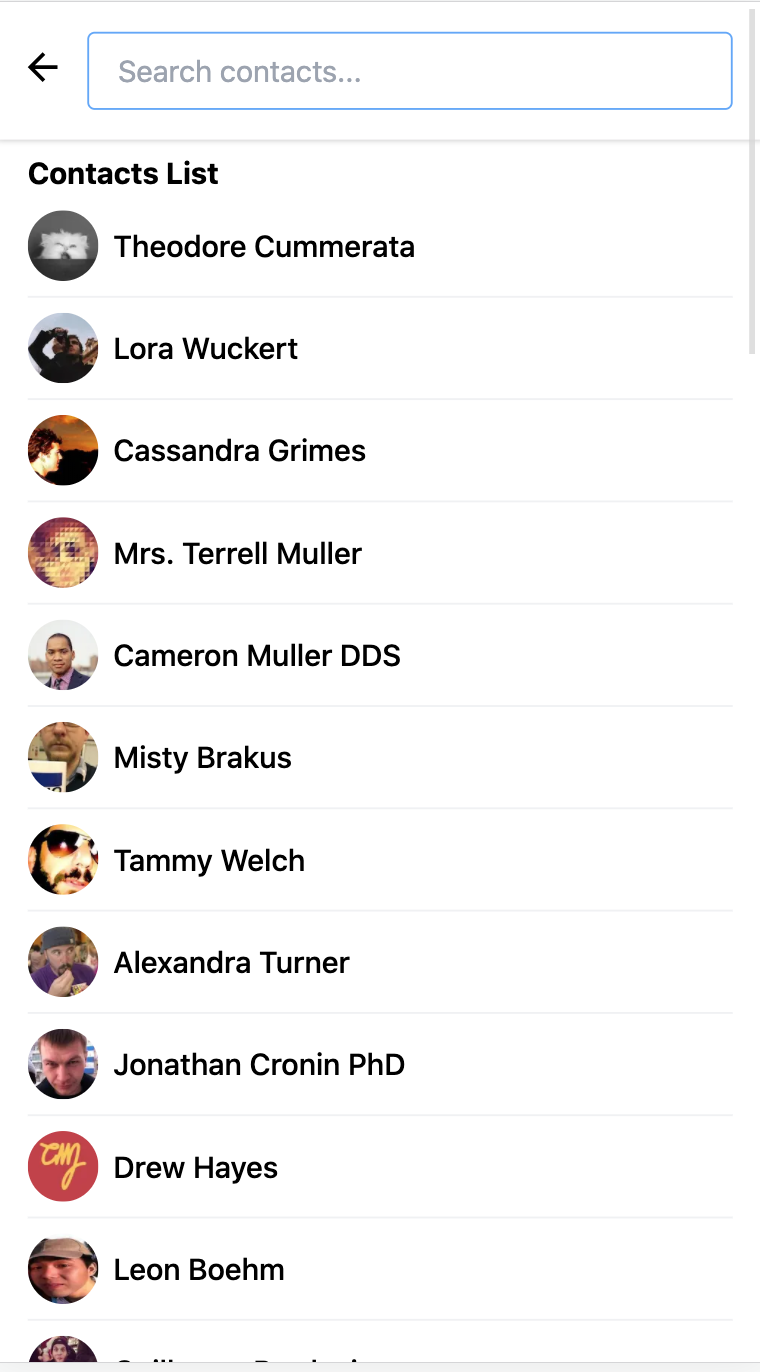 Search contacts...
Contacts List
Theodore Cummerata
Lora Wuckert
Cassandra Grimes
Mrs. Terrell Muller
Cameron Muller DDS
Misty Brakus
Tammy Welch
Alexandra Turner
Jonathan Cronin PhD
CMJ
Drew Hayes
Leon Boehm